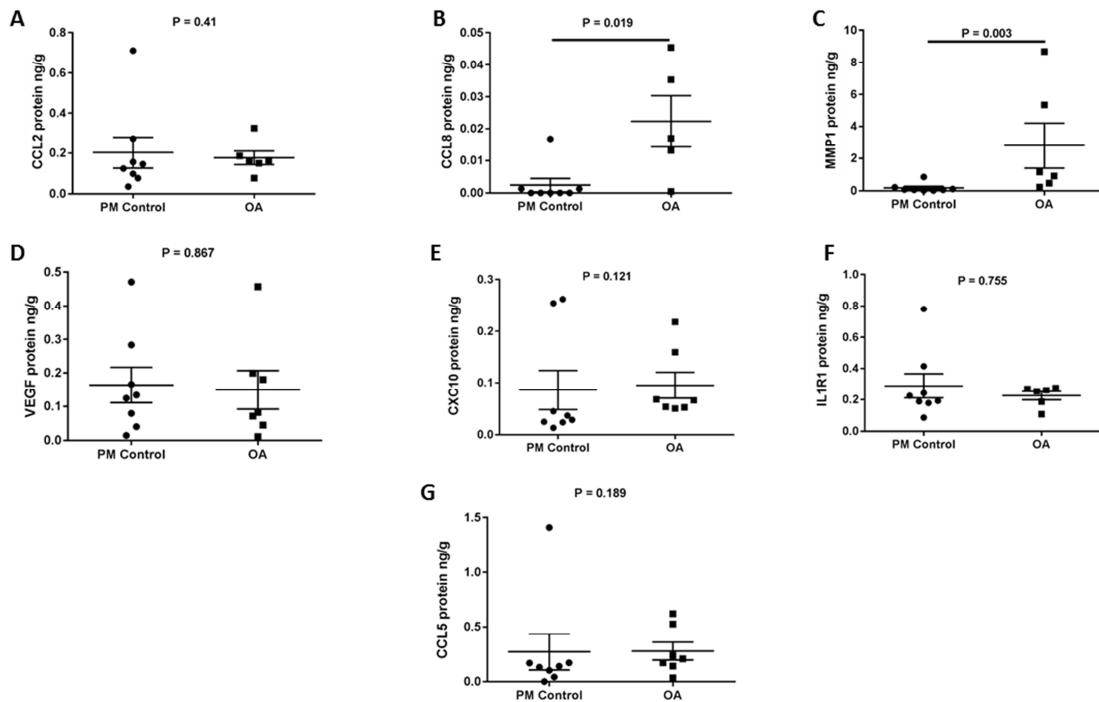 A
P = 0.41
CCL2 protein ng/g
0.8
0.6
0.4
0.2
0.0
PM Control OA
B
P = 0.019
CCL8 protein ng/g
0.05
0.04
0.03
0.02
0.01
0.00
PM Control OA
C
P = 0.003
MMP1 protein ng/g
10
8
6
4
2
0
PM Control OA
D
P = 0.867
VEGF protein ng/g
0.5
0.4
0.3
0.2
0.1
0.0
PM Control OA
E
P = 0.121
CXC10 protein ng/g
0.3
0.2
0.1
0.0
PM Control OA
F
P = 0.755
IL1R1 protein ng/g
1.0
0.8
0.6
0.4
0.2
0.0
PM Control OA
G
P = 0.189
CCL5 protein ng/g
1.5
1.0
0.5
0.0
PM Control OA